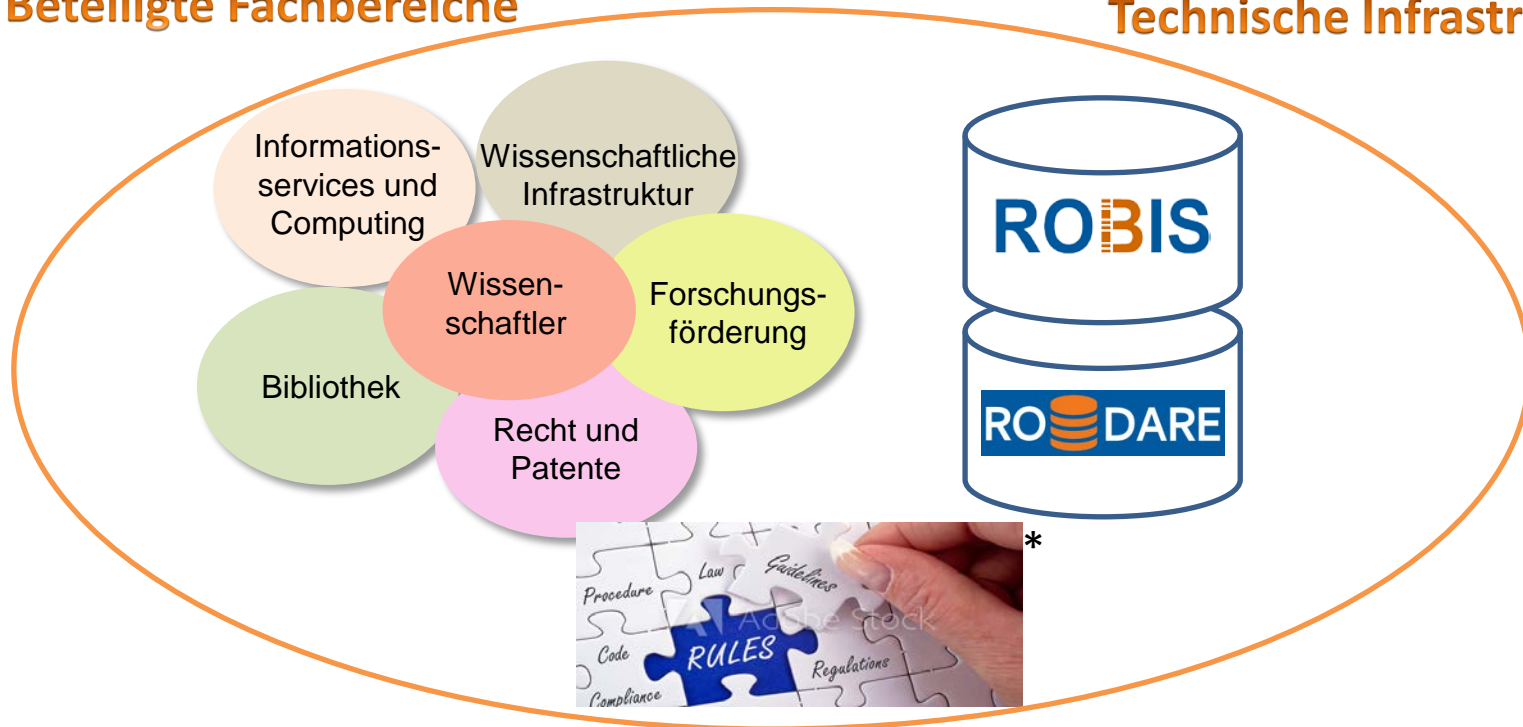 Beteiligte Fachbereiche
Technische Infrastr
Informations-
services und
Computing
Wissenschaftliche
Infrastruktur
Wissen-
schaftler
Forschungs-
förderung
Bibliothek
Recht und
Patente
ROBIS
RODARE
*
Procedure
Law
Guidelines
Adobe Stock
Code
RULES
Regulations
Compliance